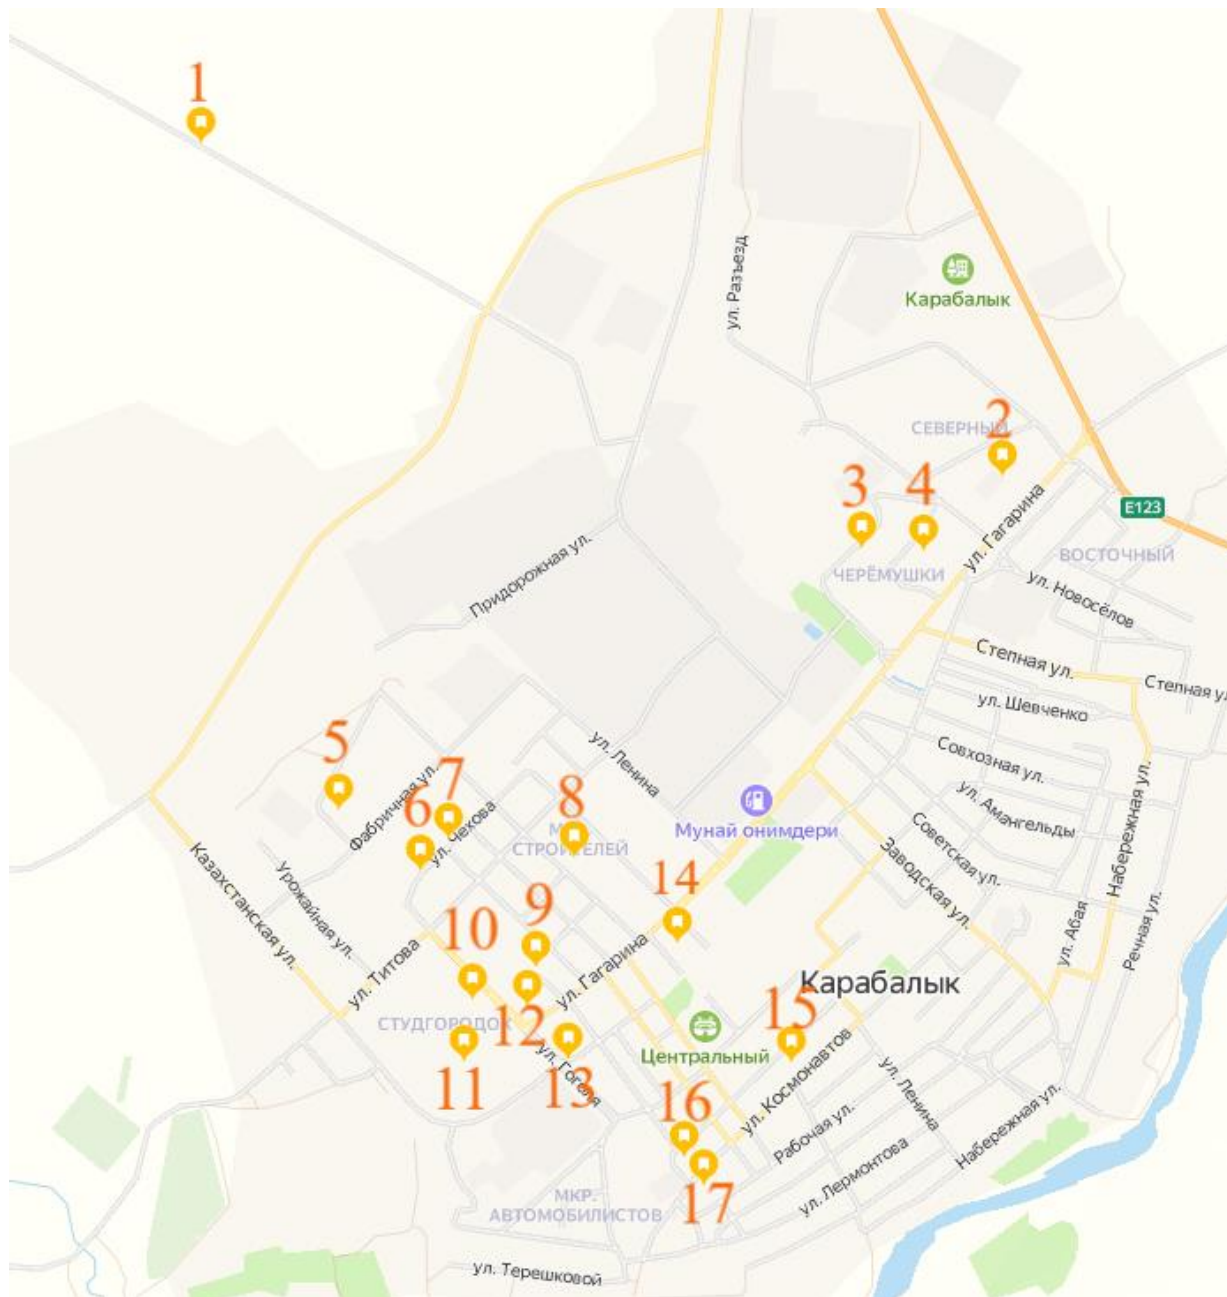 1
ул. Разъезд
Карабалык
СЕВЕРНЫЙ
2
3
4
E123
ул. Гагарина
ВОСТОЧНЫЙ
ЧЕРЁМУШКИ
ул. Новосёлов
Придорожная ул.
Степная ул.
Степная ул
ул. Шевченко
5
ул. Ленина
Совхозная ул.
7
Фабричная ул.
6
8
ул. Чехова
СТРОИТЕЛЕЙ
Мунай онимдери
ул. Амангельды
Набережная ул.
Советская ул.
Заводская ул.
Казахстанская ул.
Урожайная ул.
14
9
10
ул. Титова
ул. Гагарина
ул. Абая
Речная ул.
Карабалык
СТУДГОРОДОК
12
15
Центральный
11
13
ул. Гоголя
ул. Космонавтов
ул. Ленина
16
Рабочая ул.
Набережная ул.
17
ул. Лермонтова
МКР.
АВТОМОБИЛИСТОВ
ул. Терешковой